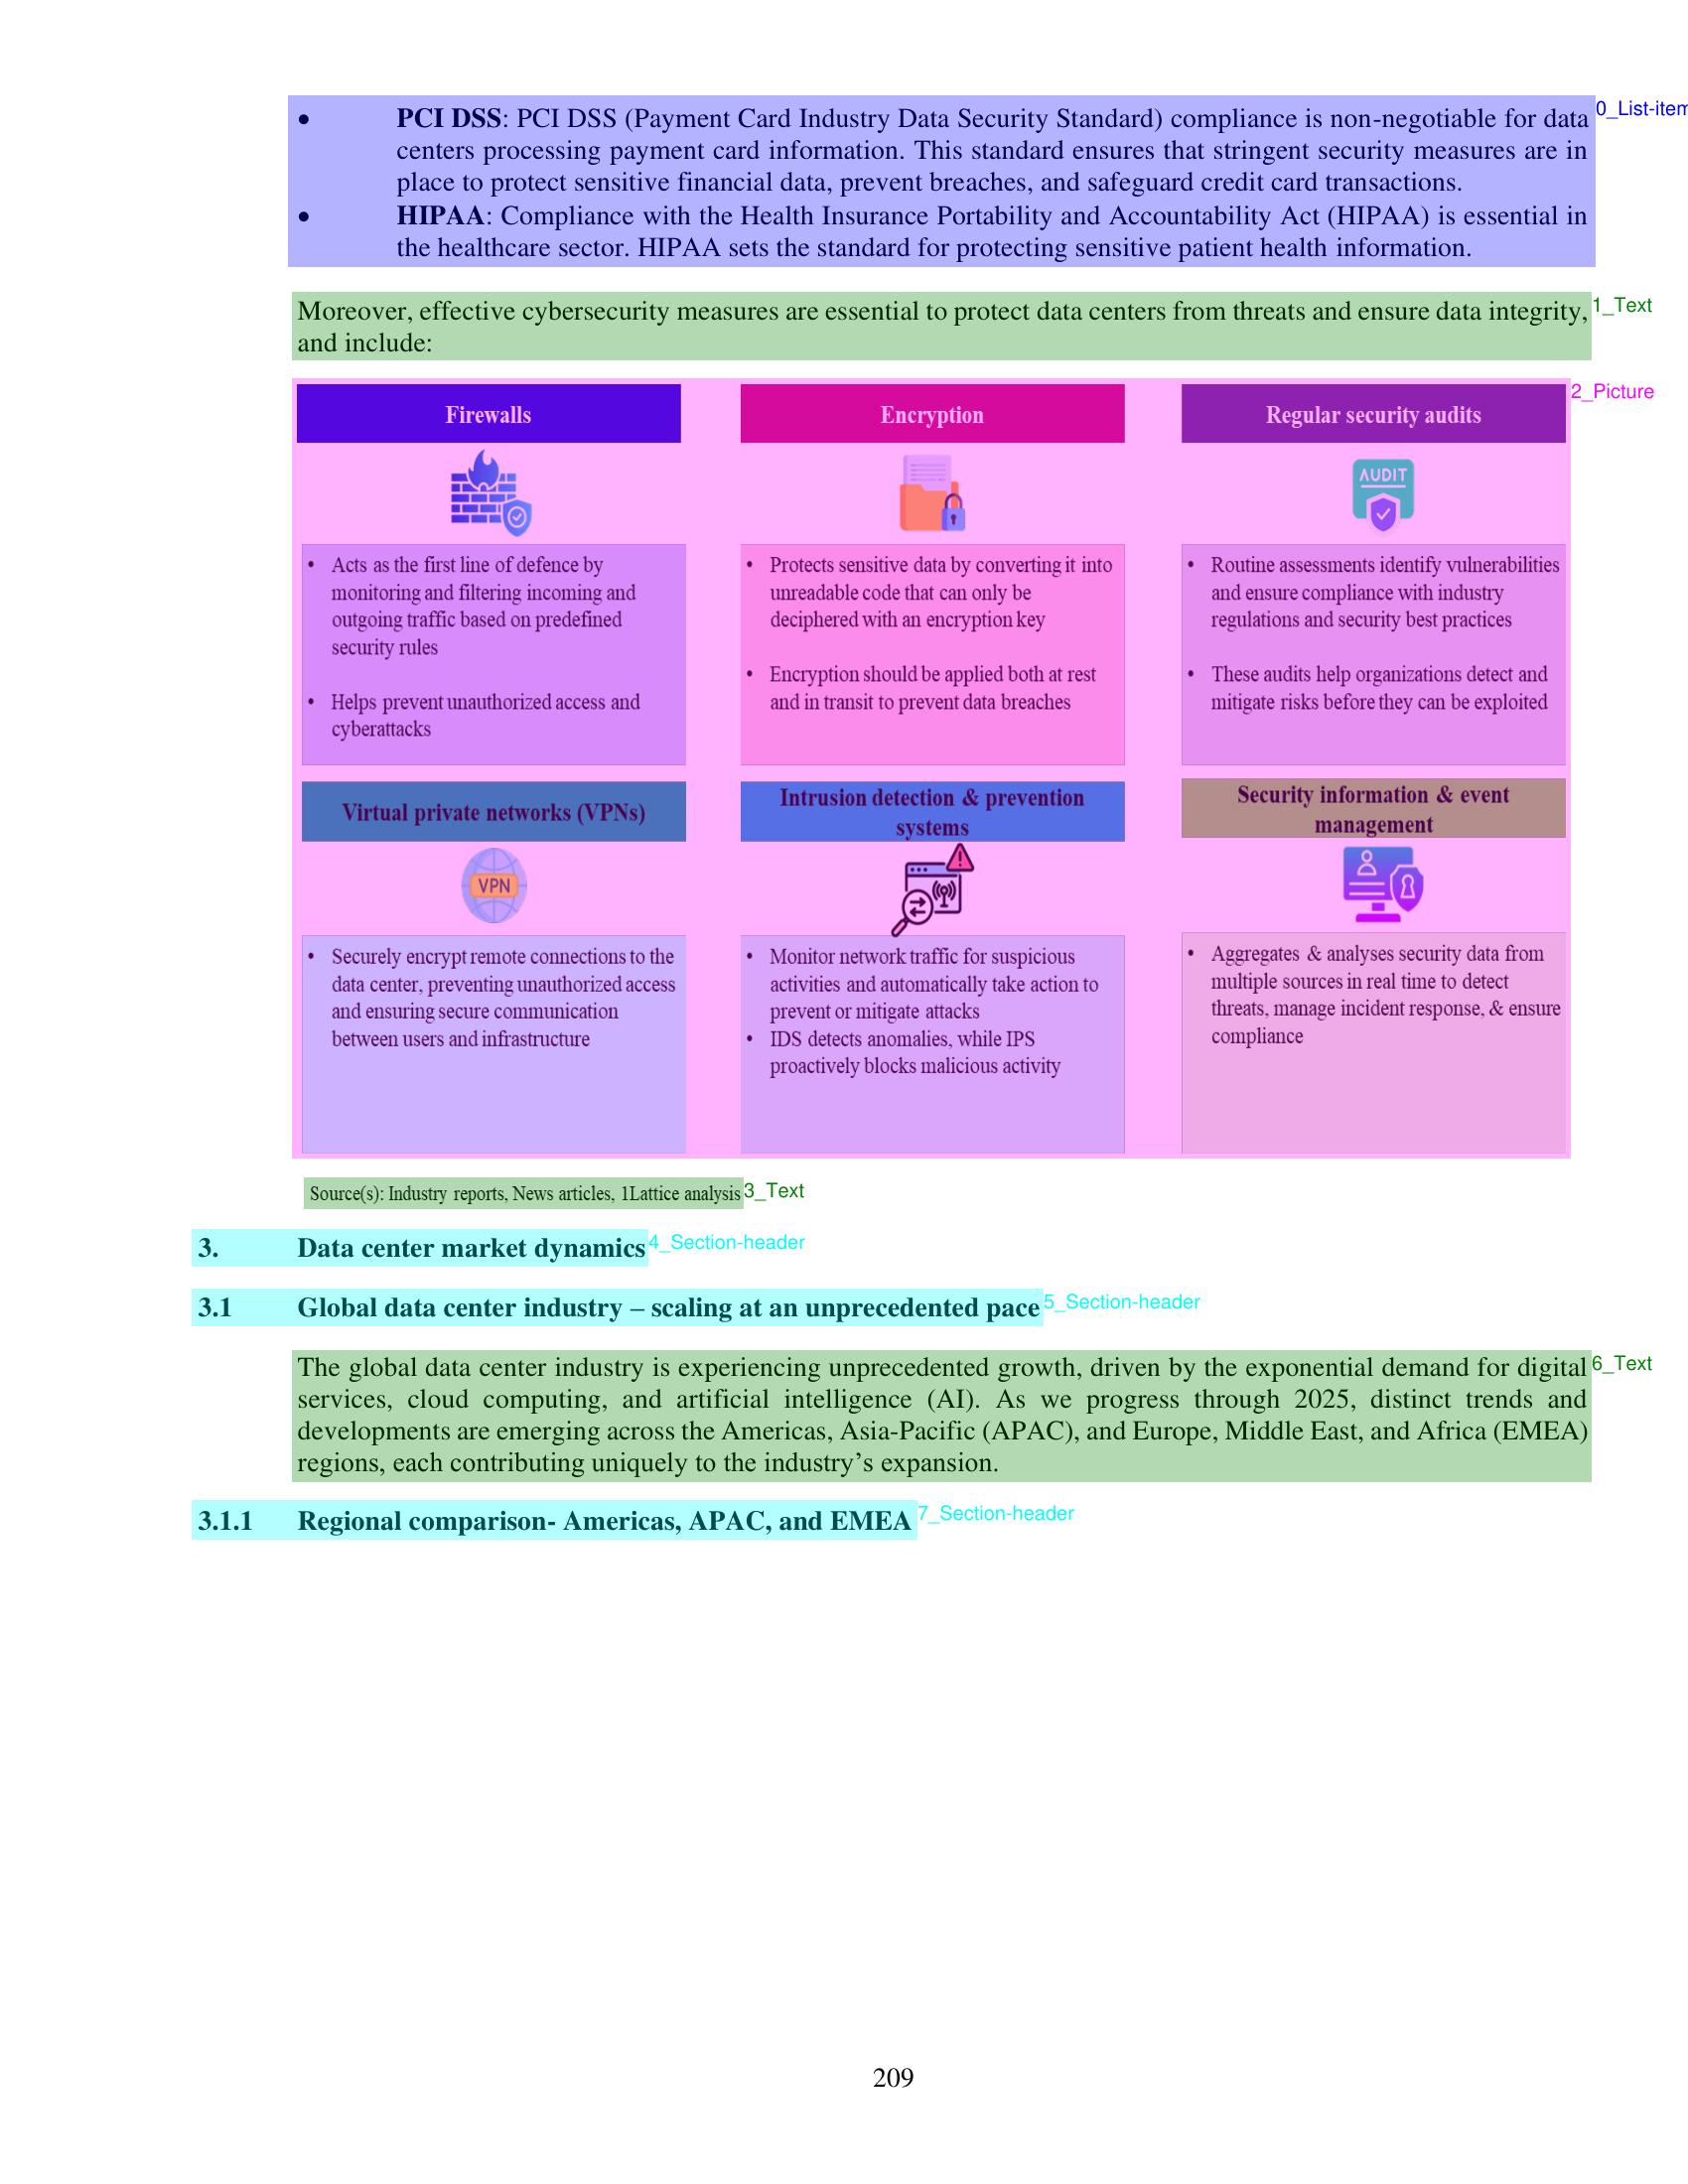 • PCI DSS: PCI DSS (Payment Card Industry Data Security Standard) compliance is non-negotiable for data
centers processing payment card information. This standard ensures that stringent security measures are in
place to protect sensitive financial data, prevent breaches, and safeguard credit card transactions.
• HIPAA: Compliance with the Health Insurance Portability and Accountability Act (HIPAA) is essential in
the healthcare sector. HIPAA sets the standard for protecting sensitive patient health information.
0_List-item
Moreover, effective cybersecurity measures are essential to protect data centers from threats and ensure data integrity,
and include:
1_Text
2_Picture
Firewalls
• Acts as the first line of defence by
monitoring and filtering incoming and
outgoing traffic based on predefined
security rules
• Helps prevent unauthorized access and
cyberattacks
Encryption
• Protects sensitive data by converting it into
unreadable code that can only be
deciphered with an encryption key
• Encryption should be applied both at rest
and in transit to prevent data breaches
Regular security audits
AUDIT
• Routine assessments identify vulnerabilities
and ensure compliance with industry
regulations and security best practices
• These audits help organizations detect and
mitigate risks before they can be exploited
Virtual private networks (VPNs)
VPN
• Securely encrypt remote connections to the
data center, preventing unauthorized access
and ensuring secure communication
between users and infrastructure
Intrusion detection & prevention
systems
• Monitor network traffic for suspicious
activities and automatically take action to
prevent or mitigate attacks
• IDS detects anomalies, while IPS
proactively blocks malicious activity
Security information & event
management
• Aggregates & analyses security data from
multiple sources in real time to detect
threats, manage incident response, & ensure
compliance
Source(s): Industry reports, News articles, 1Lattice analysis
3_Text
3. Data center market dynamics
4_Section-header
3.1 Global data center industry – scaling at an unprecedented pace
5_Section-header
The global data center industry is experiencing unprecedented growth, driven by the exponential demand for digital
services, cloud computing, and artificial intelligence (AI). As we progress through 2025, distinct trends and
developments are emerging across the Americas, Asia-Pacific (APAC), and Europe, Middle East, and Africa (EMEA)
regions, each contributing uniquely to the industry’s expansion.
6_Text
3.1.1 Regional comparison- Americas, APAC, and EMEA
7_Section-header
209